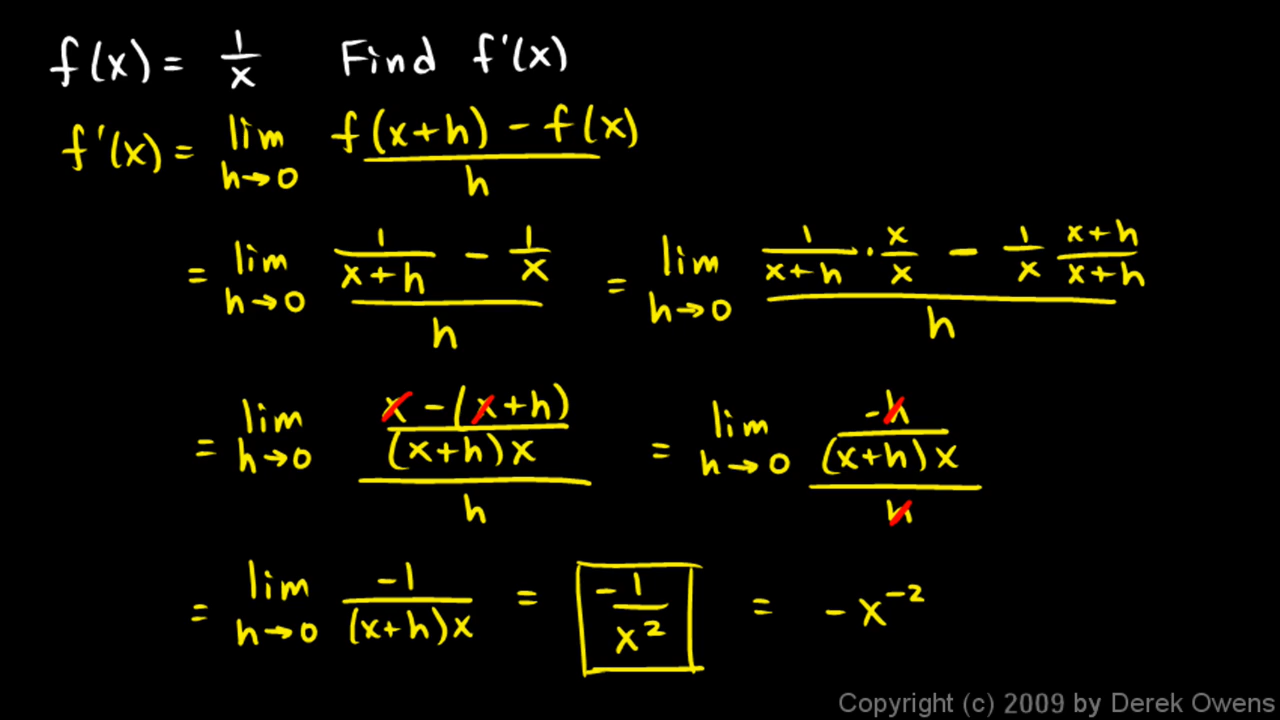 f(x) = 1/x Find f'(x)
f'(x) = lim h→0 (f(x+h) − f(x))/h
= lim h→0 (1/(x+h) − 1/x)/h = lim h→0 (1/(x+h) · x/x − 1/x (x+h)/(x+h))/h
= lim h→0 ((x − (x+h))/((x+h)x))/h = lim h→0 (−h/((x+h)x))/h
= lim h→0 −1/((x+h)x) = −1/x² = −x⁻²
Copyright (c) 2009 by Derek Owens